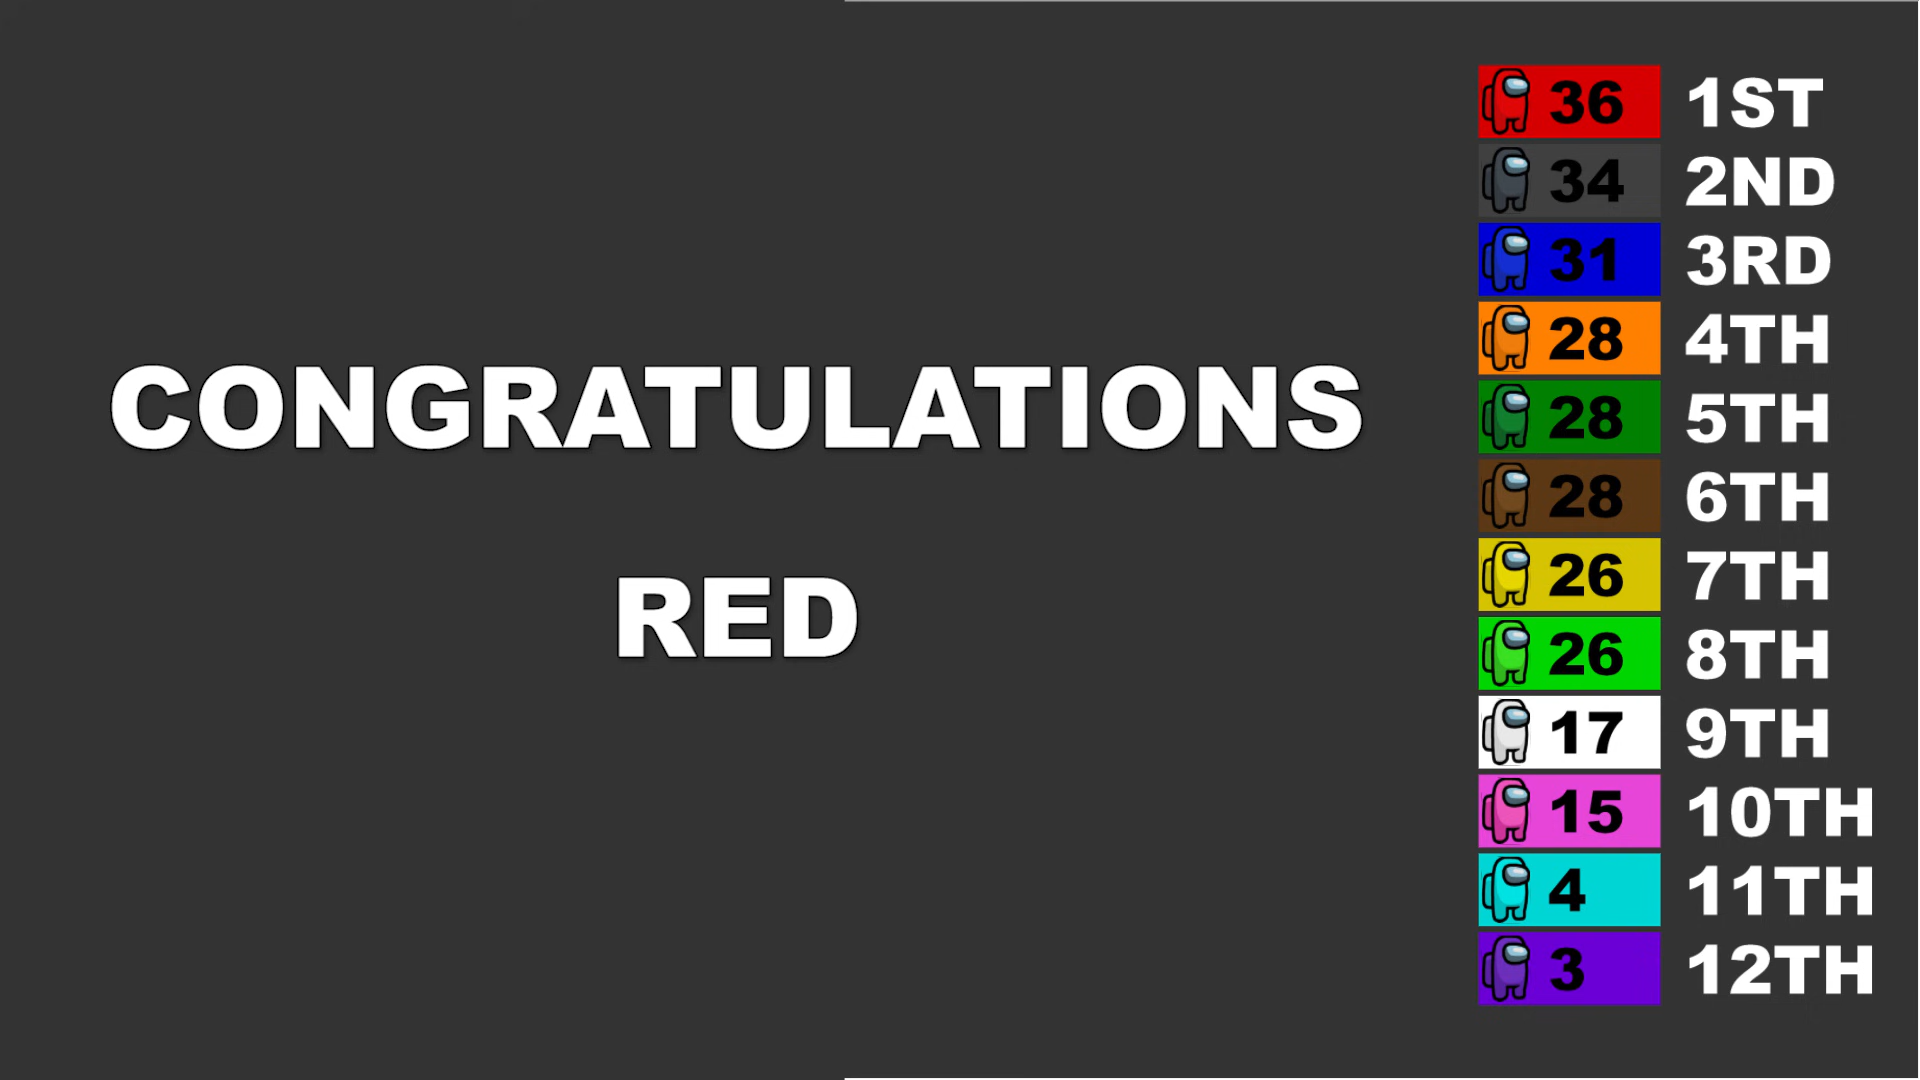 CONGRATULATIONS
RED
36 1ST
34 2ND
31 3RD
28 4TH
28 5TH
28 6TH
26 7TH
26 8TH
17 9TH
15 10TH
4 11TH
3 12TH